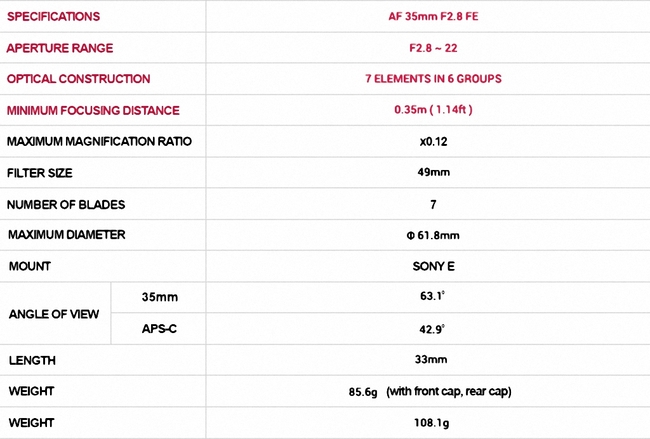 SPECIFICATIONS AF 35mm F2.8 FE
APERTURE RANGE F2.8 ~ 22
OPTICAL CONSTRUCTION 7 ELEMENTS IN 6 GROUPS
MINIMUM FOCUSING DISTANCE 0.35m ( 1.14ft )
MAXIMUM MAGNIFICATION RATIO x0.12
FILTER SIZE 49mm
NUMBER OF BLADES 7
MAXIMUM DIAMETER Φ 61.8mm
MOUNT SONY E
ANGLE OF VIEW 35mm 63.1°
APS-C 42.9°
LENGTH 33mm
WEIGHT 85.6g (with front cap, rear cap)
WEIGHT 108.1g